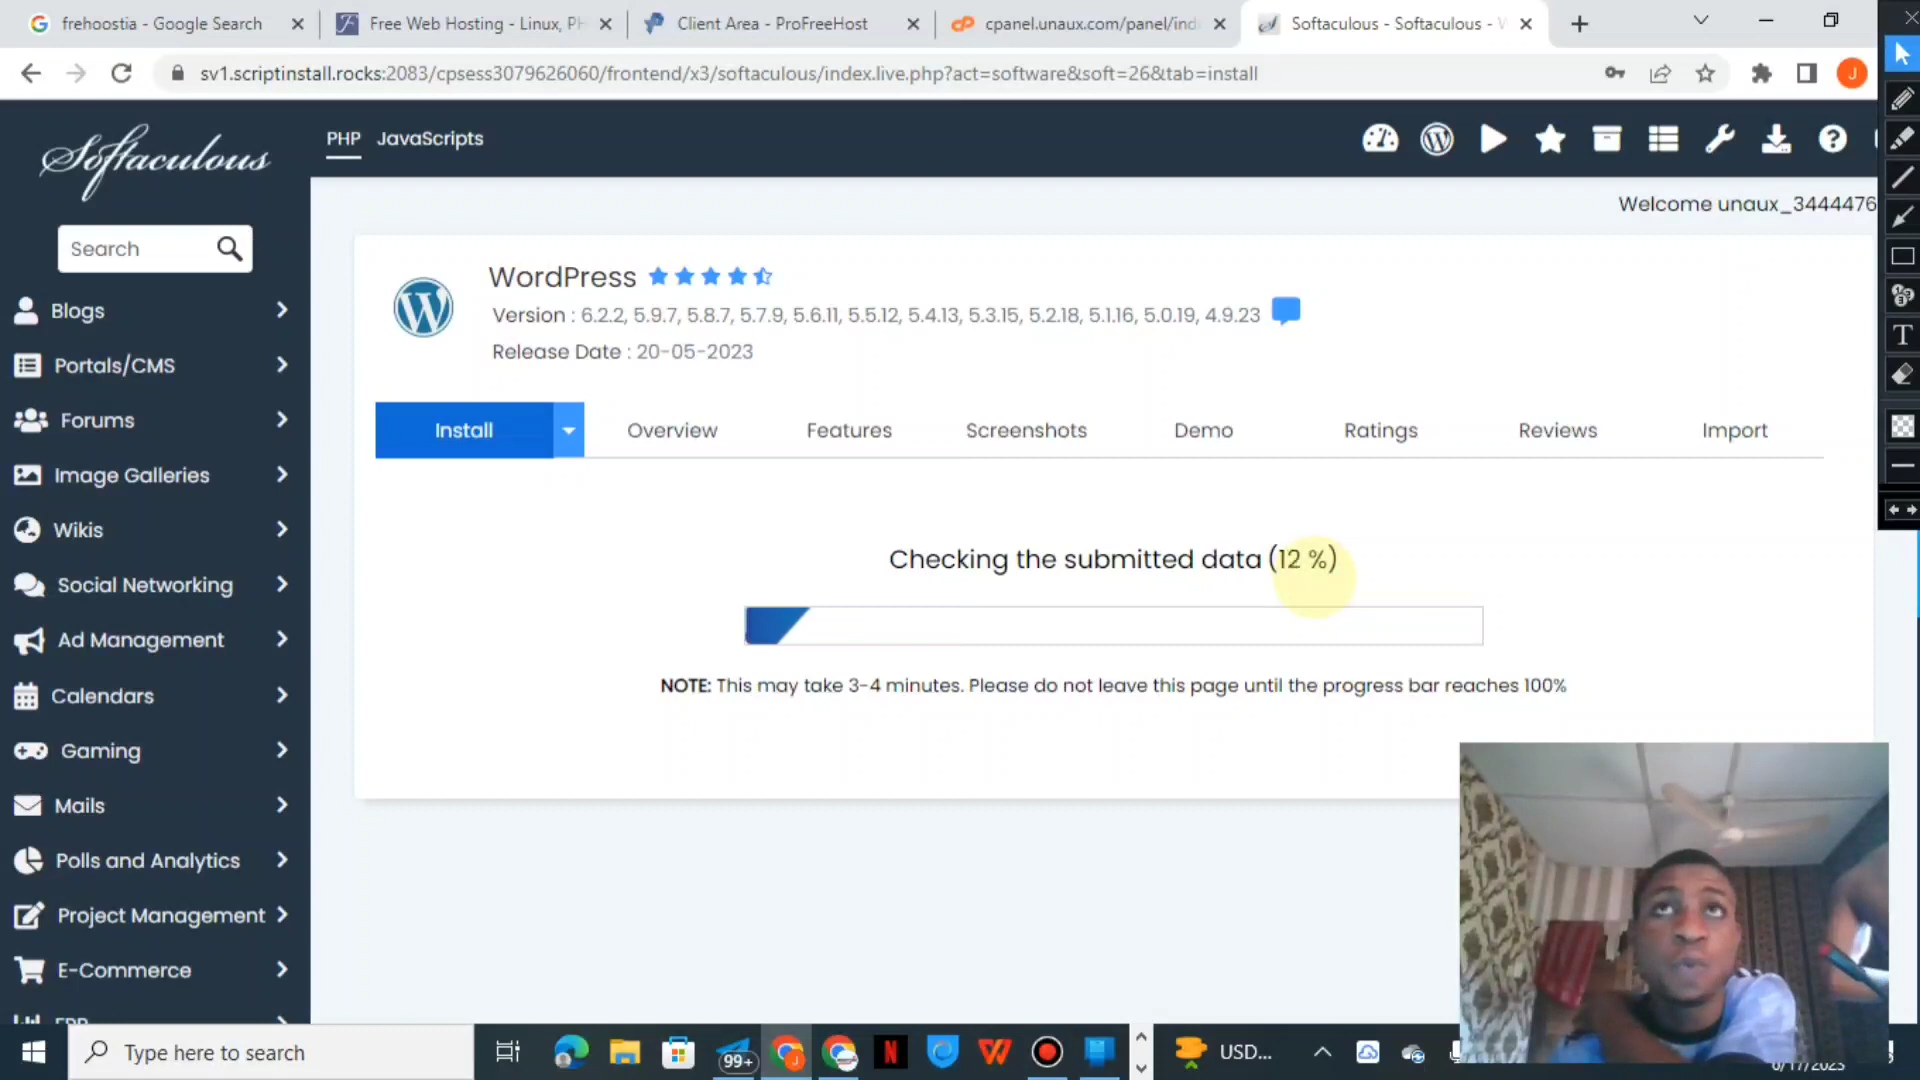 frehoostia - Google Search
Free Web Hosting - Linux, PH
Client Area - ProFreeHost
cpanel.unaux.com/panel/ind
Softaculous - Softaculous - W
sv1.scriptinstall.rocks:2083/cpsess3079626060/frontend/x3/softaculous/index.live.php?act=software&soft=26&tab=install
J
Softaculous
PHP JavaScripts
Welcome unaux_3444476
Search
Blogs
Portals/CMS
Forums
Image Galleries
Wikis
Social Networking
Ad Management
Calendars
Gaming
Mails
Polls and Analytics
Project Management
E-Commerce
ERP
WordPress
Version : 6.2.2, 5.9.7, 5.8.7, 5.7.9, 5.6.11, 5.5.12, 5.4.13, 5.3.15, 5.2.18, 5.1.16, 5.0.19, 4.9.23
Release Date : 20-05-2023
Install Overview Features Screenshots Demo Ratings Reviews Import
Checking the submitted data (12 %)
NOTE: This may take 3-4 minutes. Please do not leave this page until the progress bar reaches 100%
Type here to search
99+
USD...
6/17/2023